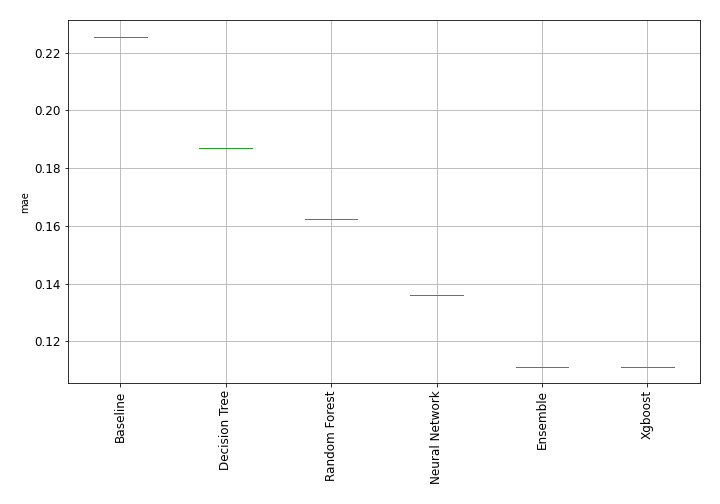 0.22
0.20
0.18
0.16
0.14
0.12
mae
Baseline
Decision Tree
Random Forest
Neural Network
Ensemble
Xgboost